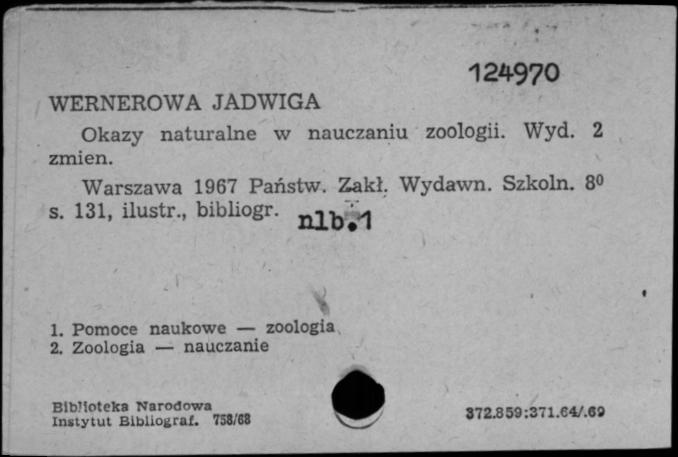 124970
WERNEROWA JADWIGA
Okazy naturalne w nauczaniu zoologii. Wyd. 2
zmien.
Warszawa 1967 Państw. Zakł. Wydawn. Szkoln. 8⁰
s. 131, ilustr., bibliogr. nlb.1
1. Pomoce naukowe — zoologia
2. Zoologia — nauczanie
Biblioteka Narodowa
Instytut Bibliograf. 758/68
372.859:371.64/.69